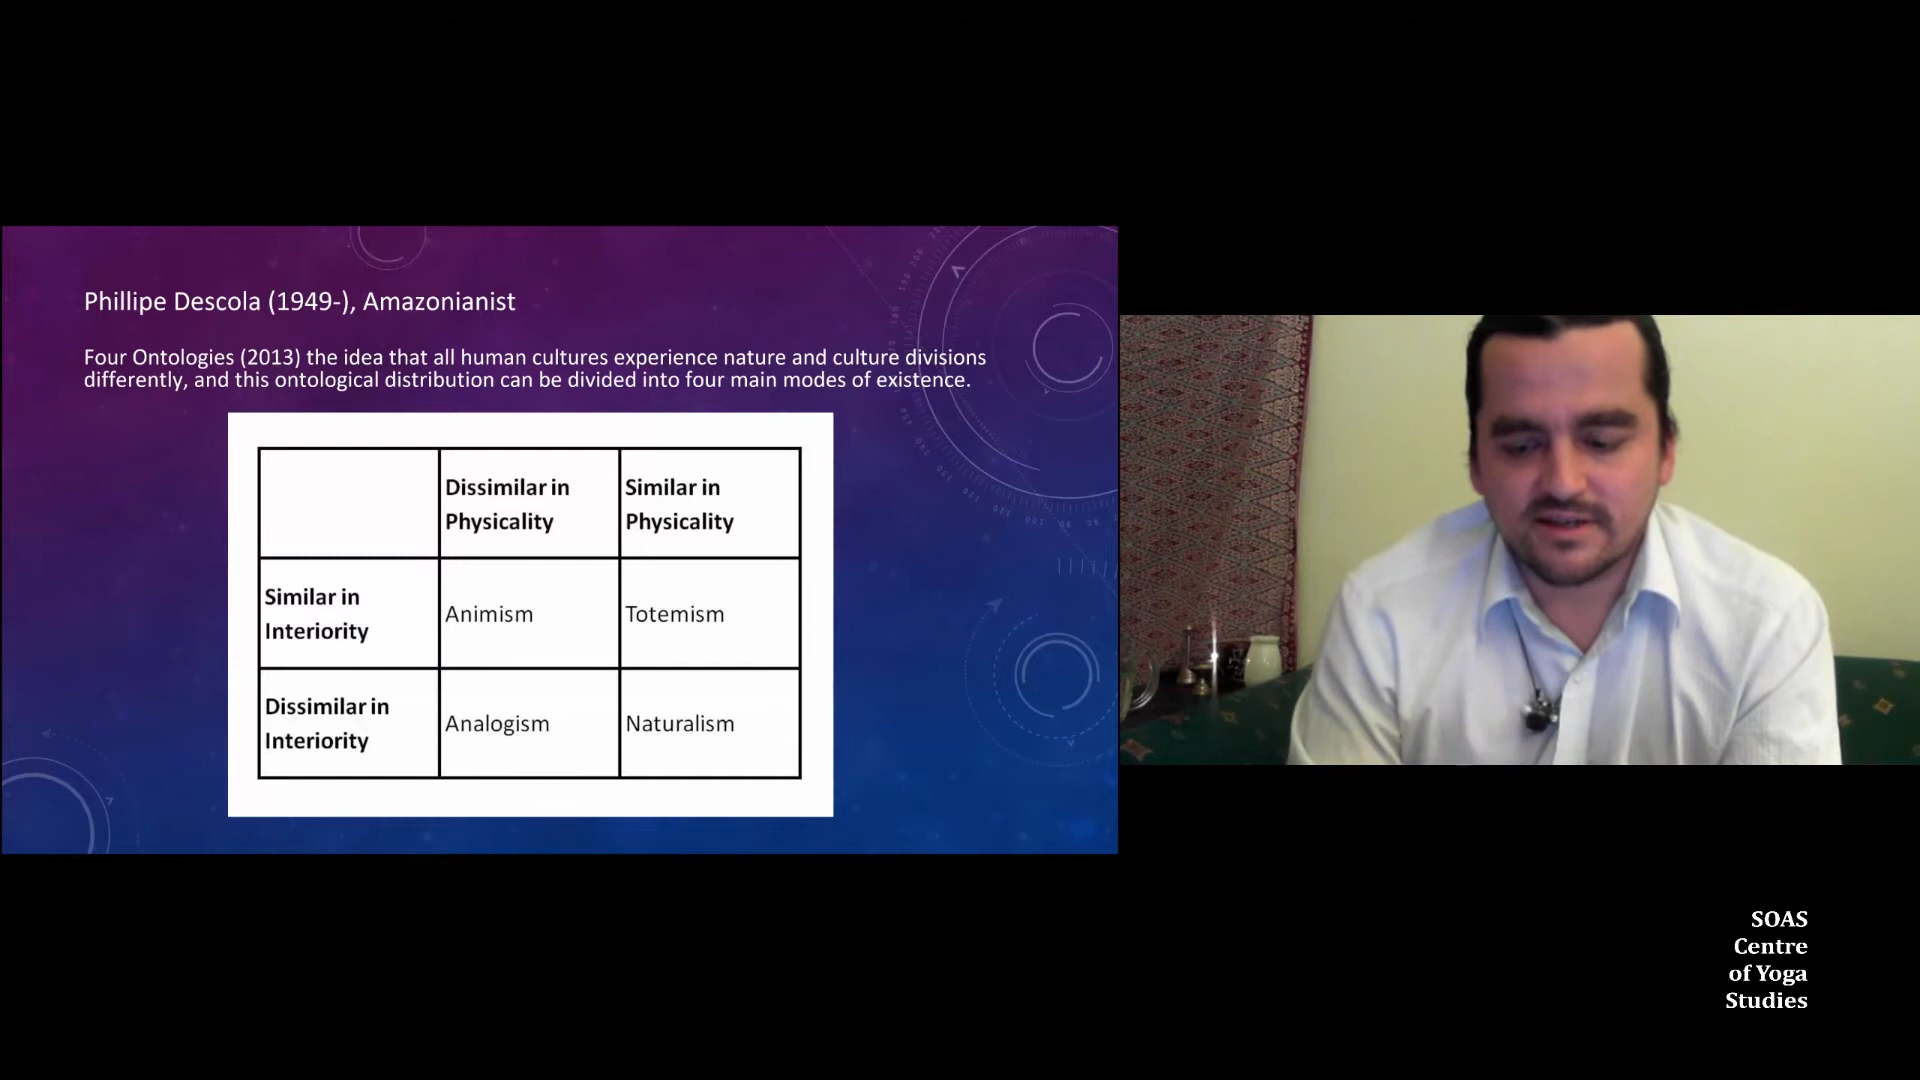 Phillipe Descola (1949-), Amazonianist
Four Ontologies (2013) the idea that all human cultures experience nature and culture divisions
differently, and this ontological distribution can be divided into four main modes of existence.
Dissimilar in
Physicality
Similar in
Physicality
Similar in
Interiority
Animism
Totemism
Dissimilar in
Interiority
Analogism
Naturalism
SOAS
Centre
of Yoga
Studies